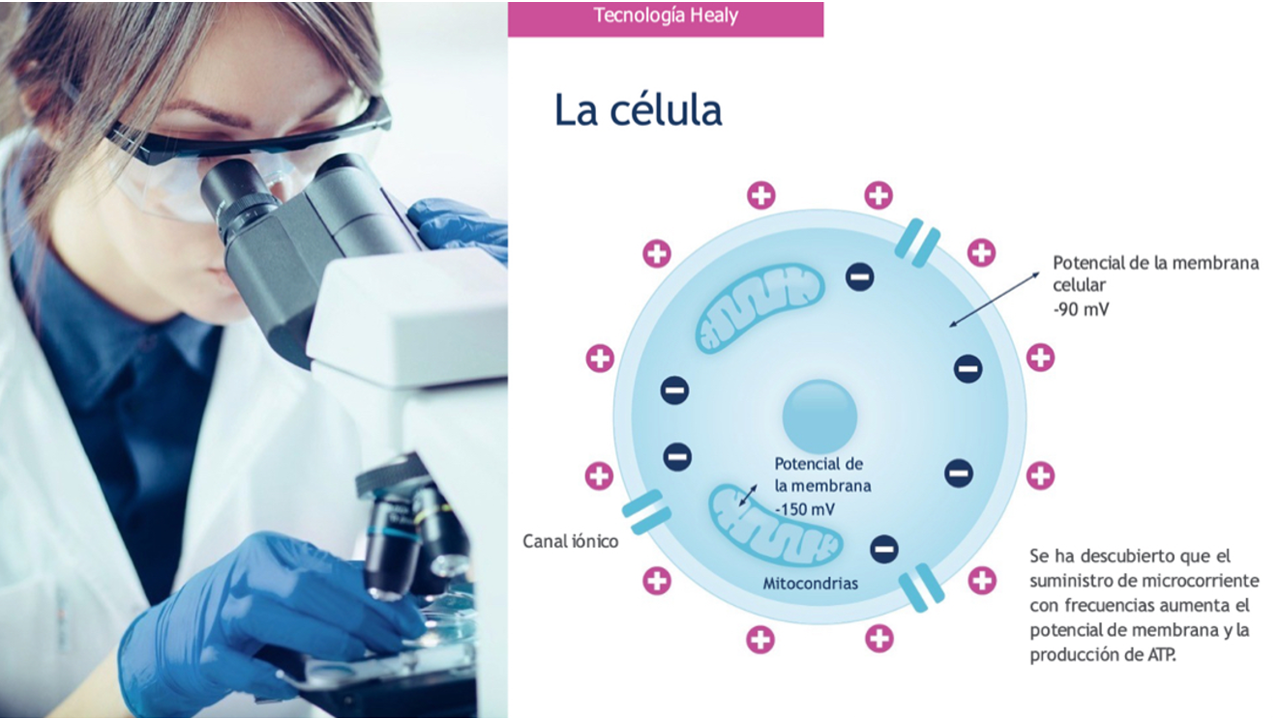 Tecnología Healy
La célula
Potencial de la membrana
celular
-90 mV
Potencial de
la membrana
-150 mV
Canal iónico
Mitocondrias
Se ha descubierto que el
suministro de microcorriente
con frecuencias aumenta el
potencial de membrana y la
producción de ATP.